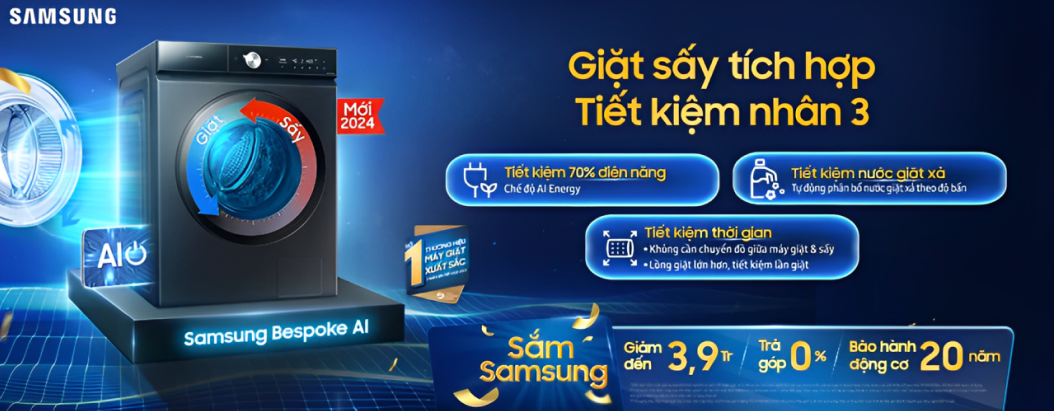 SAMSUNG
Giặt sấy tích hợp
Tiết kiệm nhân 3
Mới
2024
Giặt
Sấy
Tiết kiệm 70% điện năng
Chế độ AI Energy
Tiết kiệm nước giặt xả
Tự động phân bổ nước giặt xả theo độ bẩn
Tiết kiệm thời gian
• Không cần chuyển đồ giữa máy giặt & sấy
• Lồng giặt lớn hơn, tiết kiệm lần giặt
AI
1
THƯƠNG HIỆU
MÁY GIẶT
XUẤT SẮC
Samsung Bespoke AI
Sắm
Samsung
Giảm
đến
3,9 Tr
Trả
góp
0%
Bảo hành
động cơ
20 năm